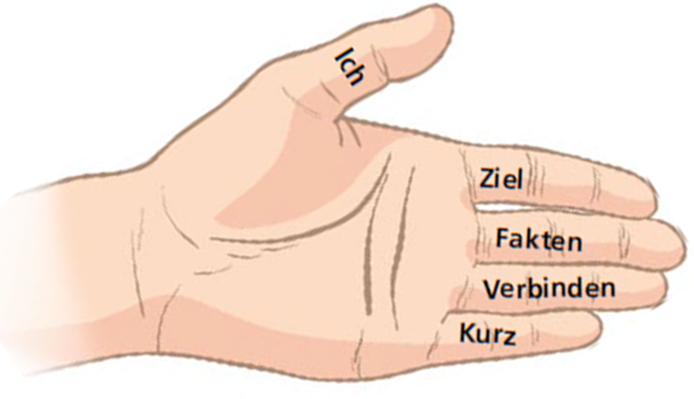 Ich
Ziel
Fakten
Verbinden
Kurz